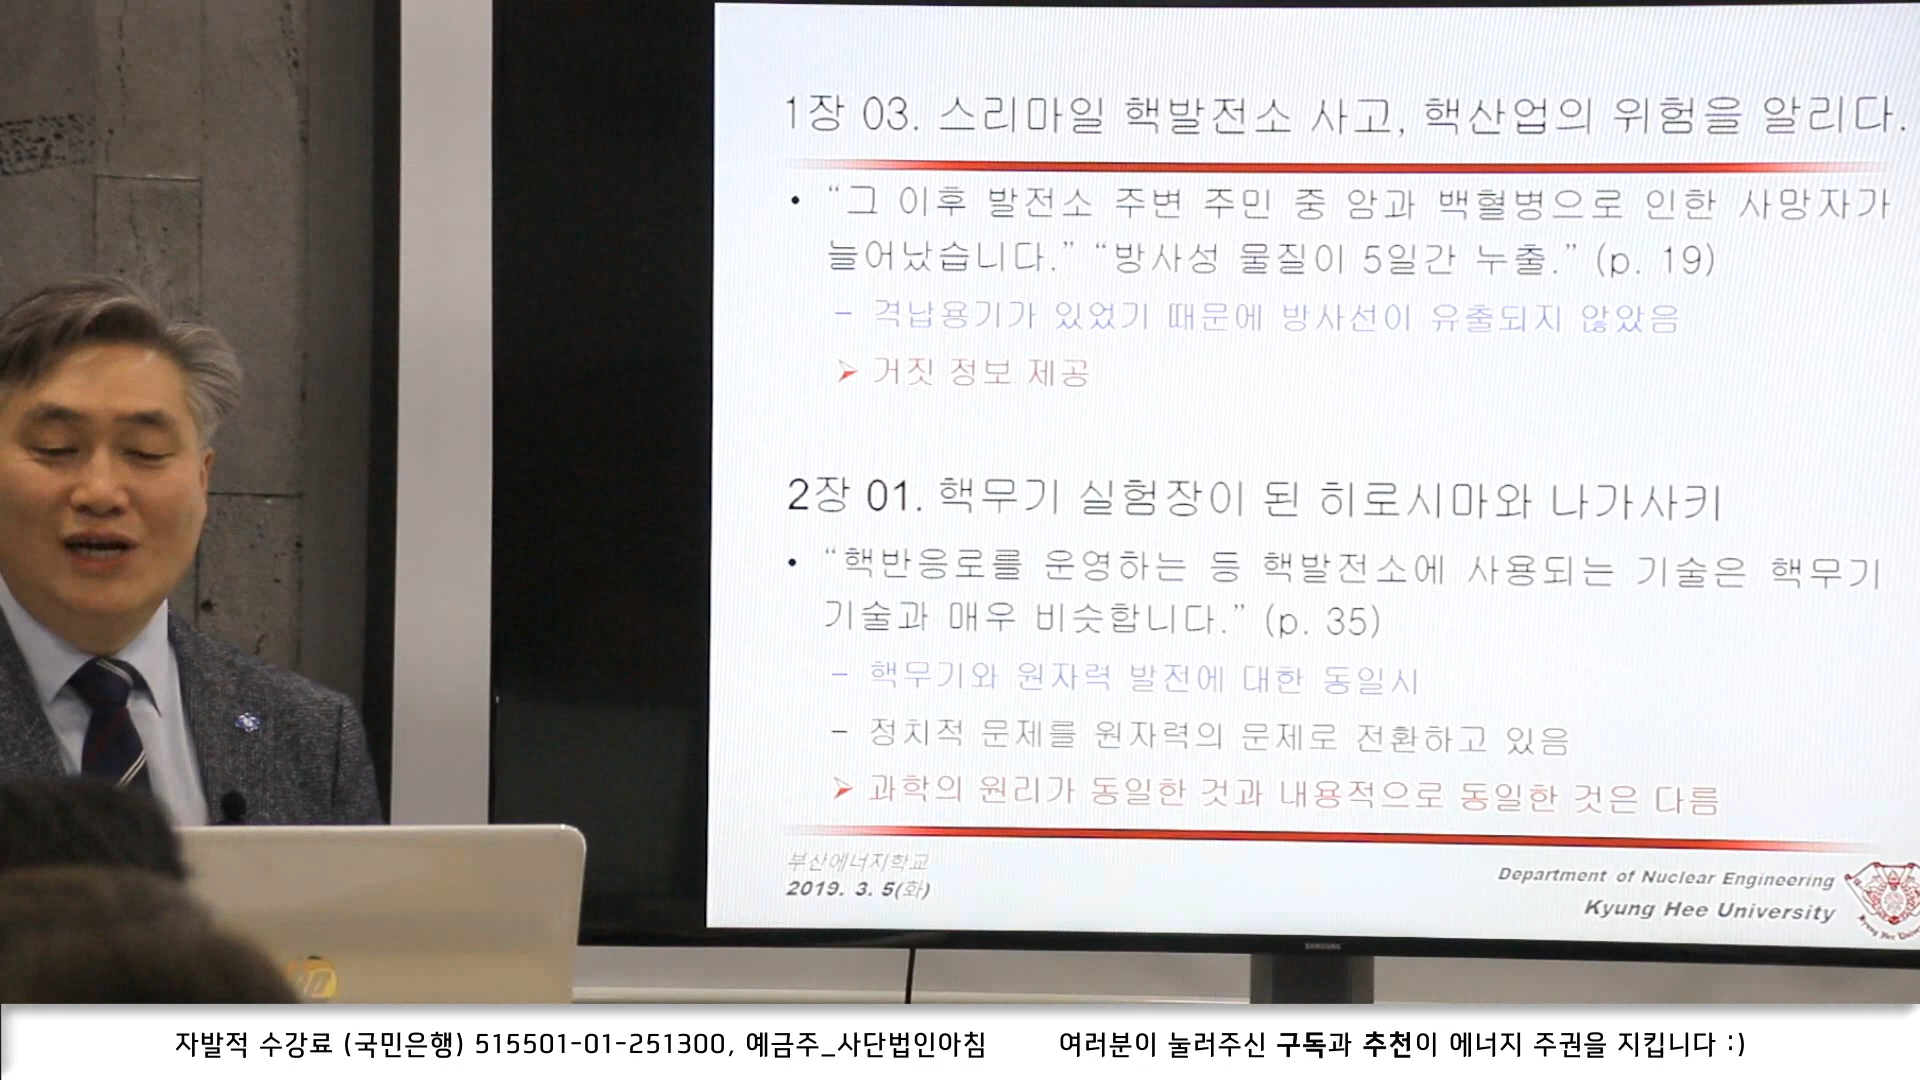 1장 03. 스리마일 핵발전소 사고, 핵산업의 위험을 알리다.
• “그 이후 발전소 주변 주민 중 암과 백혈병으로 인한 사망자가
늘어났습니다.” “방사성 물질이 5일간 누출.” (p. 19)
– 격납용기가 있었기 때문에 방사선이 유출되지 않았음
➢ 거짓 정보 제공
2장 01. 핵무기 실험장이 된 히로시마와 나가사키
• “핵반응로를 운영하는 등 핵발전소에 사용되는 기술은 핵무기
기술과 매우 비슷합니다.” (p. 35)
– 핵무기와 원자력 발전에 대한 동일시
– 정치적 문제를 원자력의 문제로 전환하고 있음
➢ 과학의 원리가 동일한 것과 내용적으로 동일한 것은 다름
부산에너지학교
2019. 3. 5(화)
Department of Nuclear Engineering
Kyung Hee University
SAMSUNG
자발적 수강료 (국민은행) 515501-01-251300, 예금주_사단법인아침
여러분이 눌러주신 구독과 추천이 에너지 주권을 지킵니다 :)